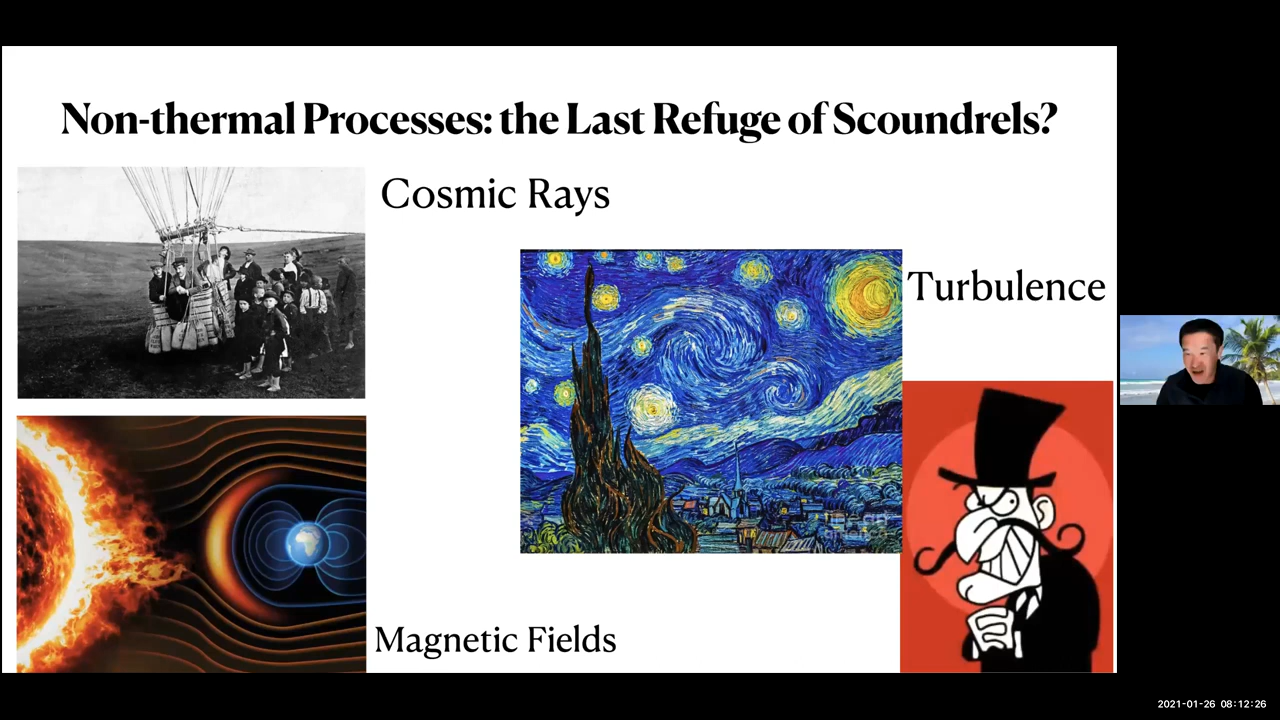 Non-thermal Processes: the Last Refuge of Scoundrels?
Cosmic Rays
Turbulence
Magnetic Fields
2021-01-26 08:12:26